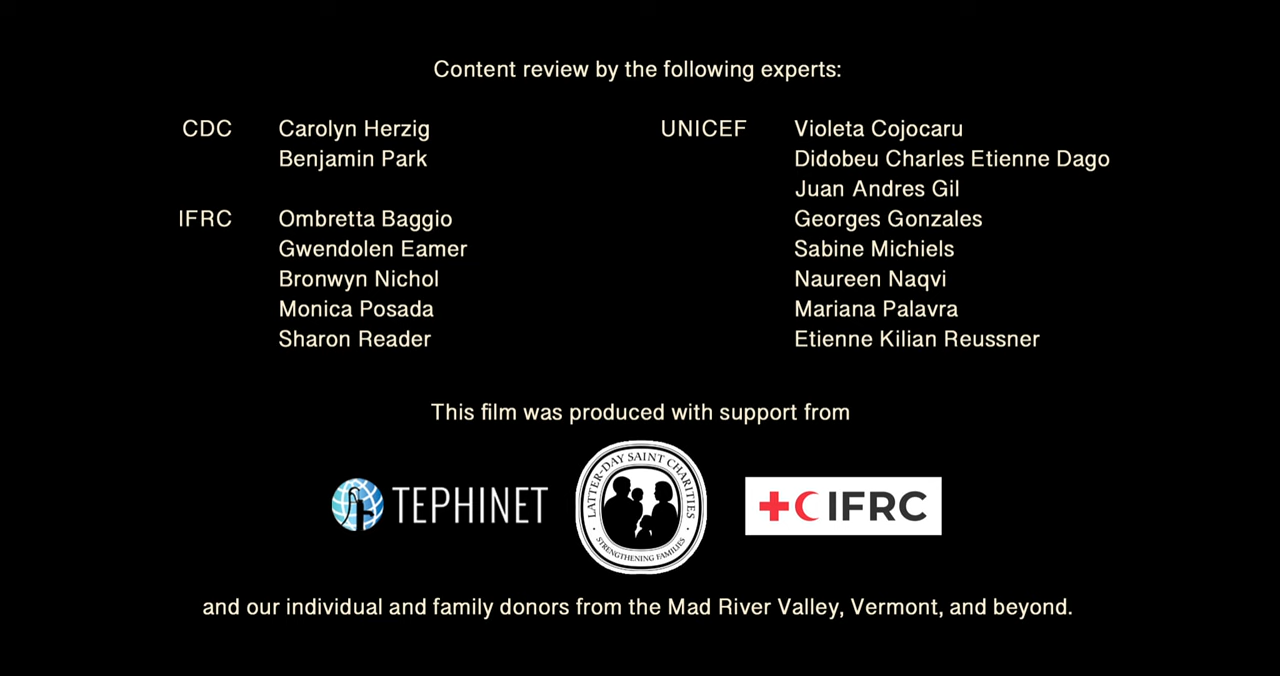 Content review by the following experts:
CDC Carolyn Herzig
Benjamin Park
IFRC Ombretta Baggio
Gwendolen Eamer
Bronwyn Nichol
Monica Posada
Sharon Reader
UNICEF Violeta Cojocaru
Didobeu Charles Etienne Dago
Juan Andres Gil
Georges Gonzales
Sabine Michiels
Naureen Naqvi
Mariana Palavra
Etienne Kilian Reussner
This film was produced with support from
TEPHINET
LATTER-DAY SAINT CHARITIES
STRENGTHENING FAMILIES
IFRC
and our individual and family donors from the Mad River Valley, Vermont, and beyond.